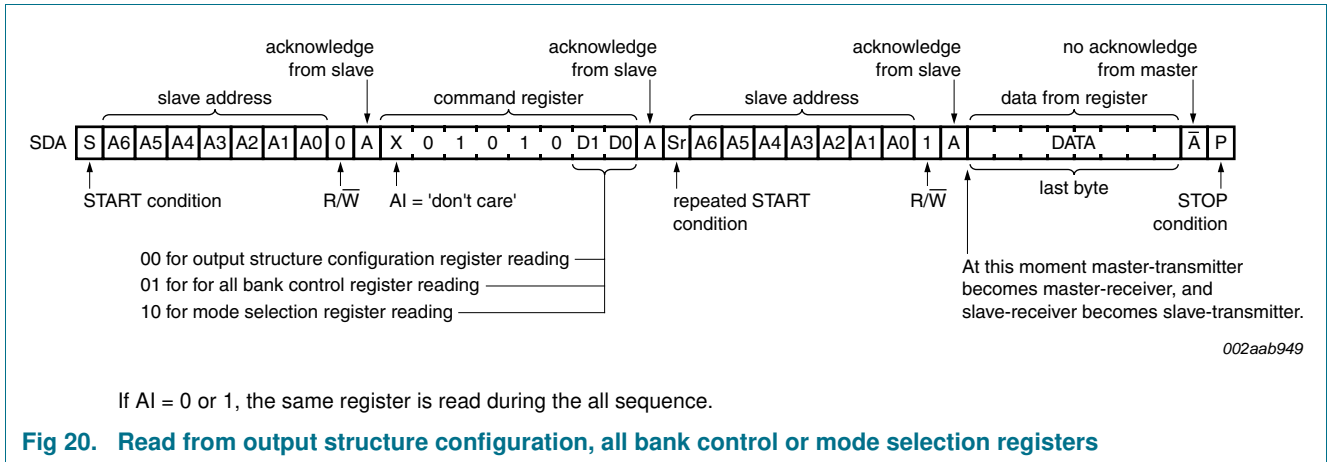 acknowledge from slave
acknowledge from slave
acknowledge from slave
no acknowledge from master
slave address
command register
slave address
data from register
SDA S A6 A5 A4 A3 A2 A1 A0 0 A X 0 1 0 1 0 D1 D0 A Sr A6 A5 A4 A3 A2 A1 A0 1 A DATA A̅ P
START condition
R/W̅
AI = 'don't care'
repeated START condition
R/W̅
last byte
STOP condition
00 for output structure configuration register reading
01 for for all bank control register reading
10 for mode selection register reading
At this moment master-transmitter
becomes master-receiver, and
slave-receiver becomes slave-transmitter.
002aab949
If AI = 0 or 1, the same register is read during the all sequence.
Fig 20. Read from output structure configuration, all bank control or mode selection registers